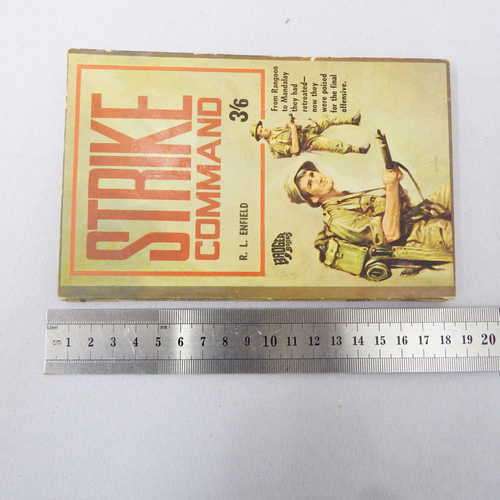 STRIKE
COMMAND
3/6
R. L. ENFIELD
From Rangoon
to Mandalay
they had
retreated—
now they
were poised
for the final
offensive.
BADGER
BOOKS
cm 1 2 3 4 5 6 7 8 9 10 11 12 13 14 15 16 17 18 19 20